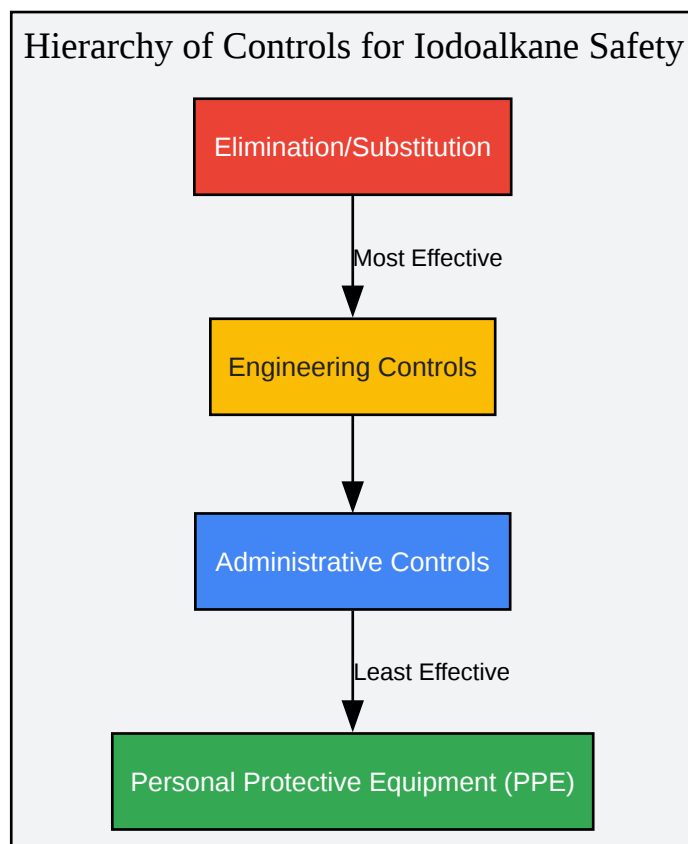 Hierarchy of Controls for Iodoalkane Safety
Elimination/Substitution
Most Effective
Engineering Controls
Administrative Controls
Least Effective
Personal Protective Equipment (PPE)